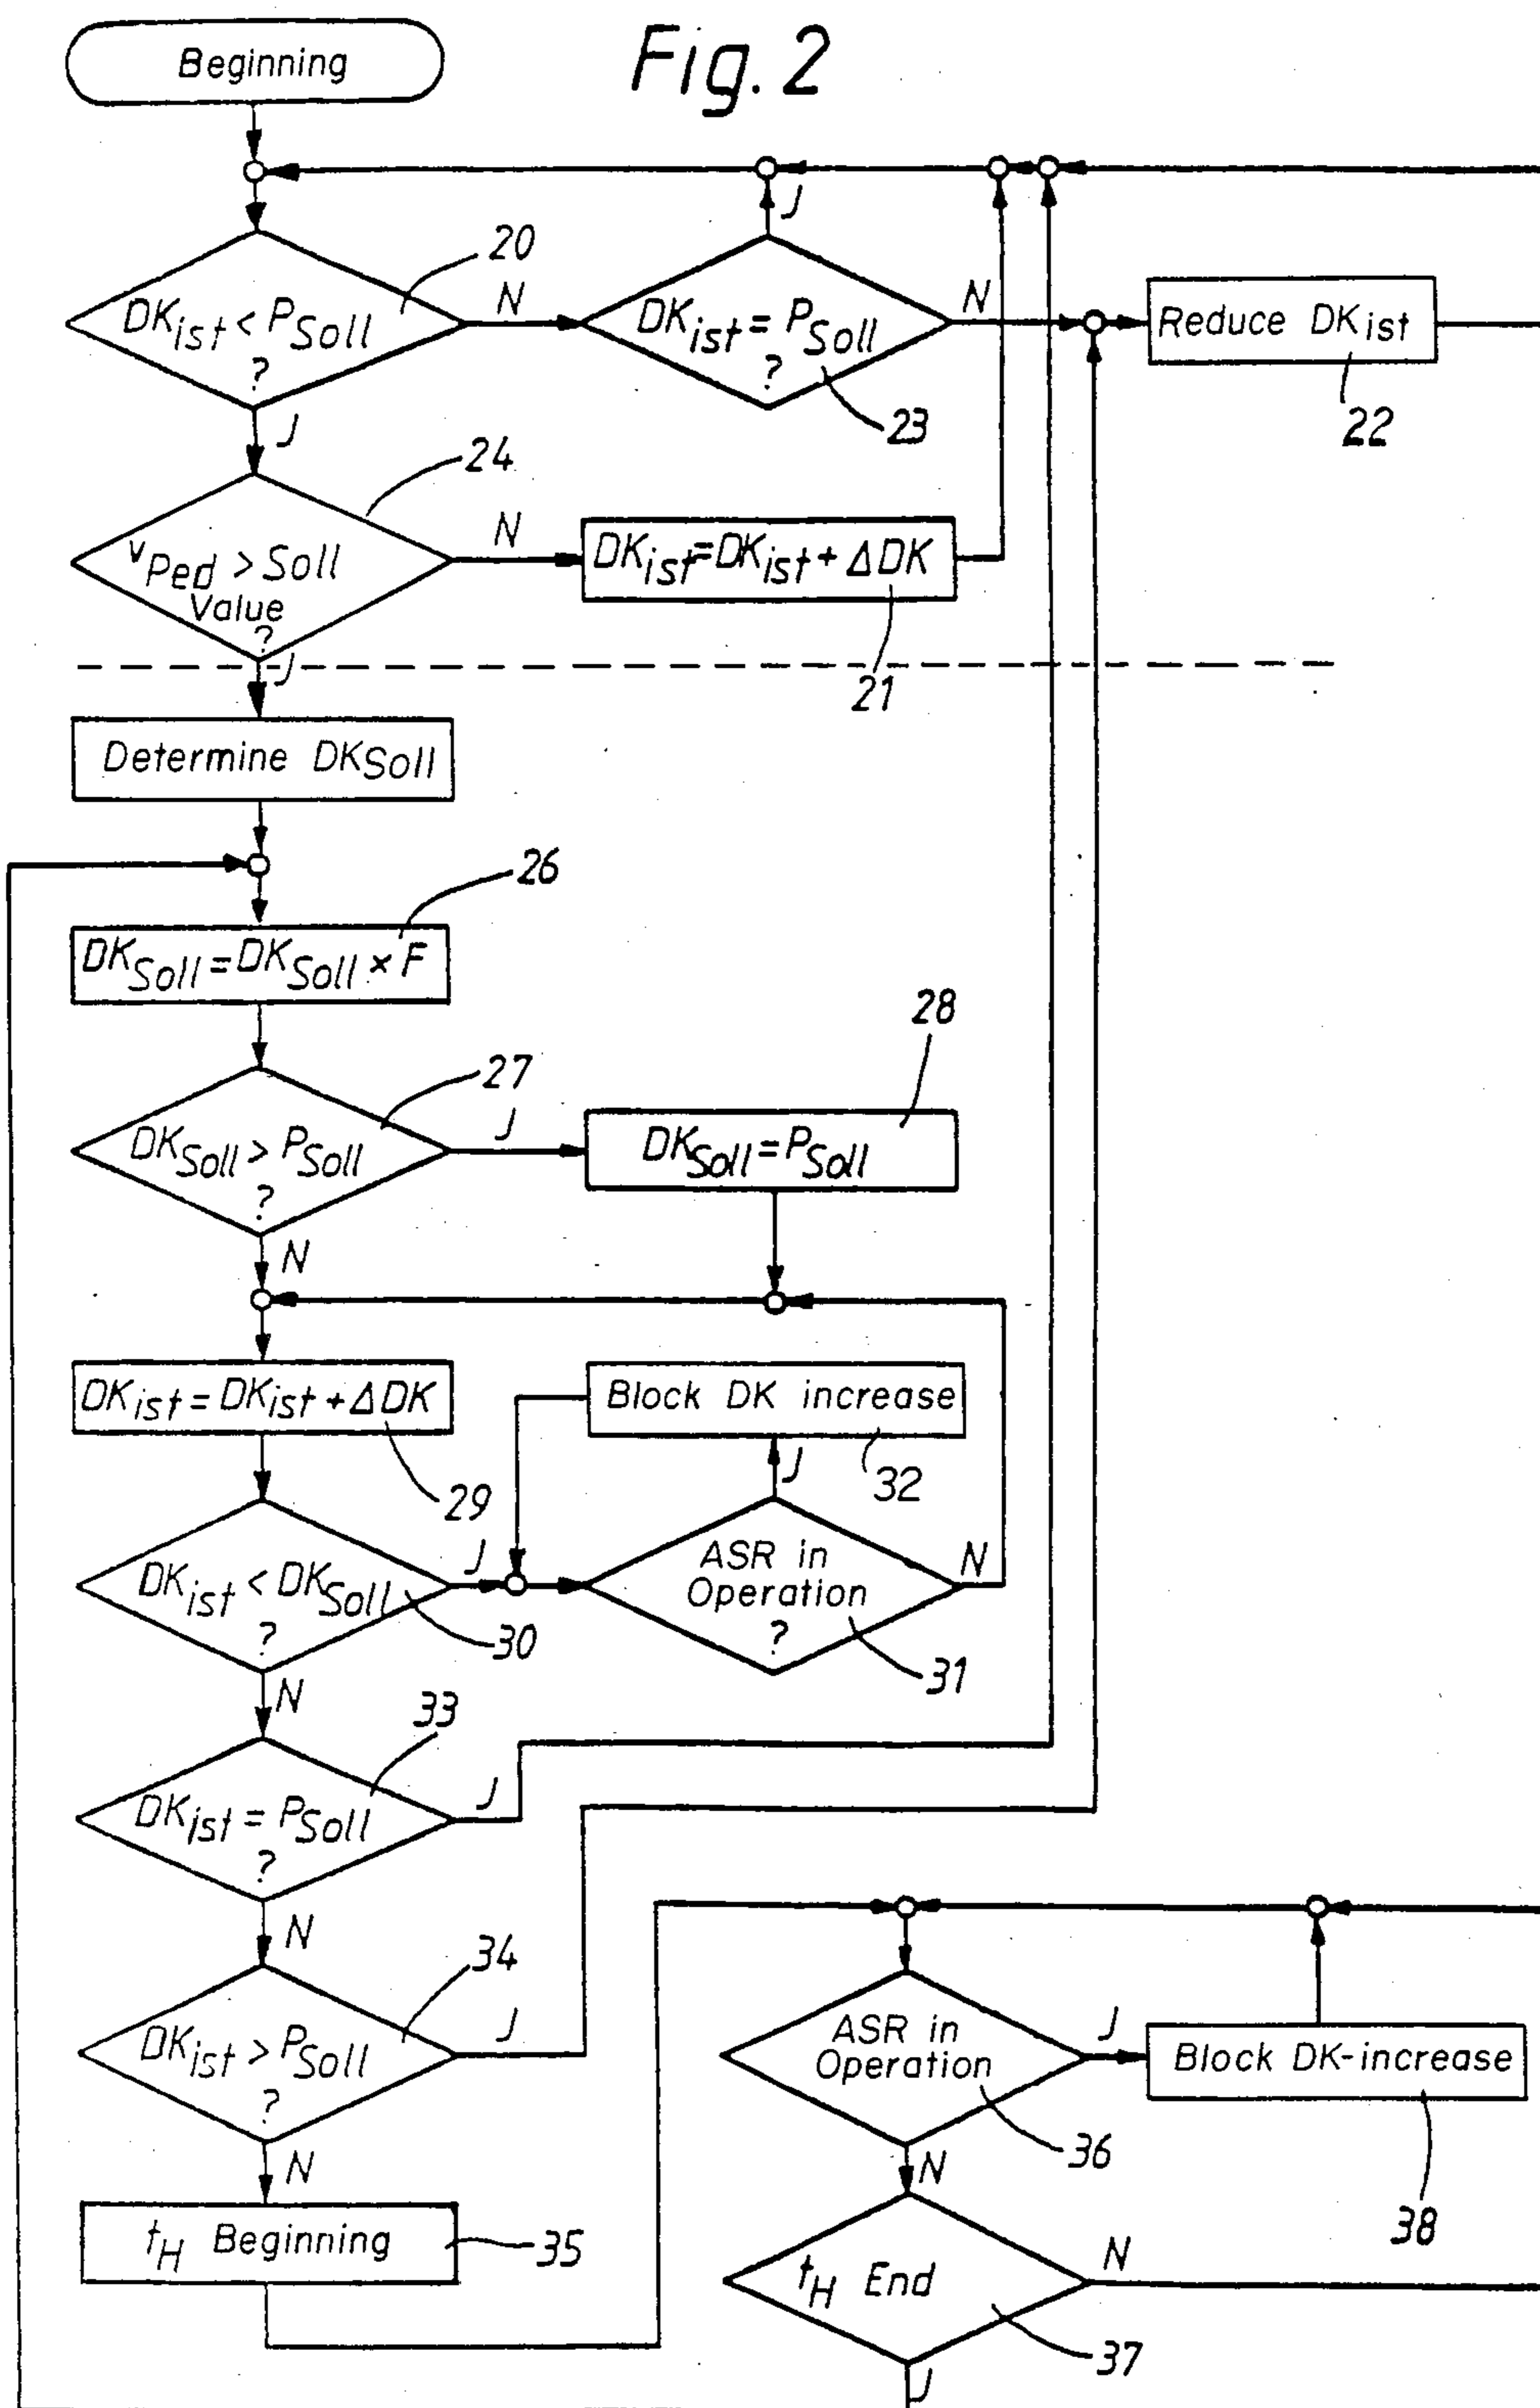 Fig. 2
Beginning
20
DKist < PSoll
?
N
J
DKist = PSoll
?
J
N
23
Reduce DKist
22
24
vPed > Soll
Value
?
N
J
DKist=DKist + ΔDK
21
Determine DKSoll
26
DKSoll = DKSoll × F
27
DKSoll > PSoll
?
J
N
28
DKSoll = PSoll
DKist = DKist + ΔDK
29
Block DK increase
32
J
DKist < DKSoll
?
30
J
N
ASR in
Operation
?
31
N
33
DKist = PSoll
?
J
N
34
DKist > PSoll
?
J
N
tH Beginning
35
ASR in
Operation
36
J
N
Block DK-increase
38
tH End
37
N
J